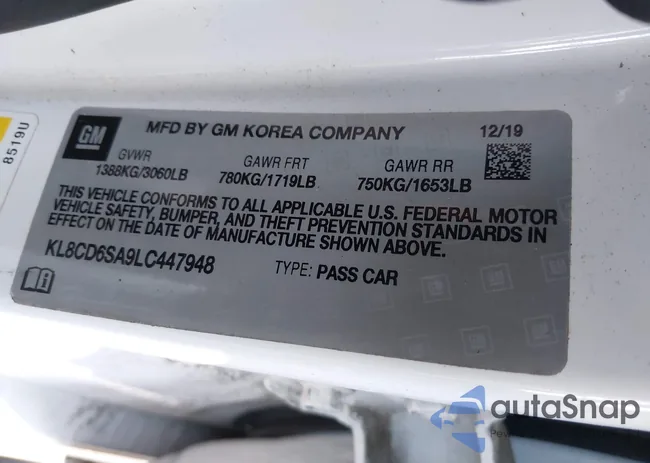 GM
MFD BY GM KOREA COMPANY 12/19
GVWR GAWR FRT GAWR RR
1388KG/3060LB 780KG/1719LB 750KG/1653LB
THIS VEHICLE CONFORMS TO ALL APPLICABLE U.S. FEDERAL MOTOR
VEHICLE SAFETY, BUMPER, AND THEFT PREVENTION STANDARDS IN
EFFECT ON THE DATE OF MANUFACTURE SHOWN ABOVE.
KL8CD6SA9LC447948 TYPE: PASS CAR
8519U
autaSnap